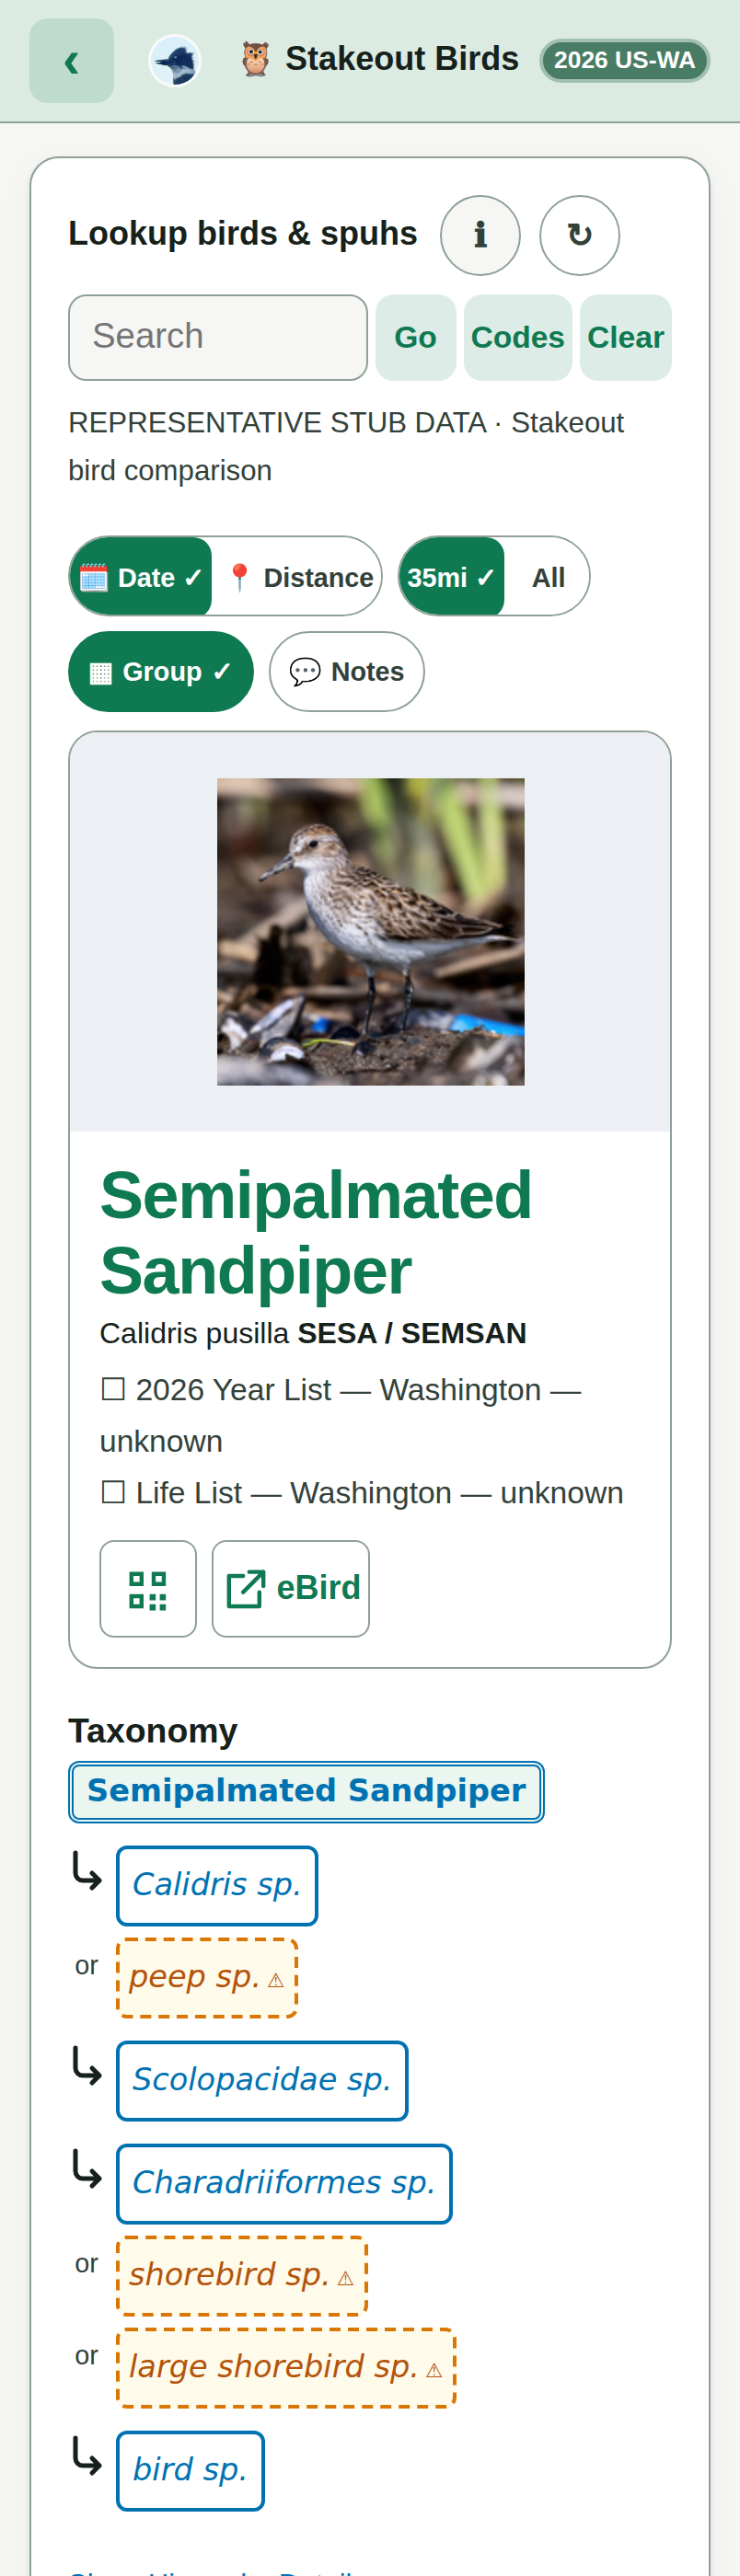 ‹ 🦉 Stakeout Birds 2026 US-WA
Lookup birds & spuhs ℹ ↻
Search Go Codes Clear
REPRESENTATIVE STUB DATA · Stakeout
bird comparison
🗓️ Date ✓ 📍 Distance 35mi ✓ All
▦ Group ✓ 💬 Notes
Semipalmated
Sandpiper
Calidris pusilla SESA / SEMSAN
☐ 2026 Year List — Washington —
unknown
☐ Life List — Washington — unknown
eBird
Taxonomy
Semipalmated Sandpiper
Calidris sp.
or peep sp. ⚠
Scolopacidae sp.
Charadriiformes sp.
or shorebird sp. ⚠
or large shorebird sp. ⚠
bird sp.